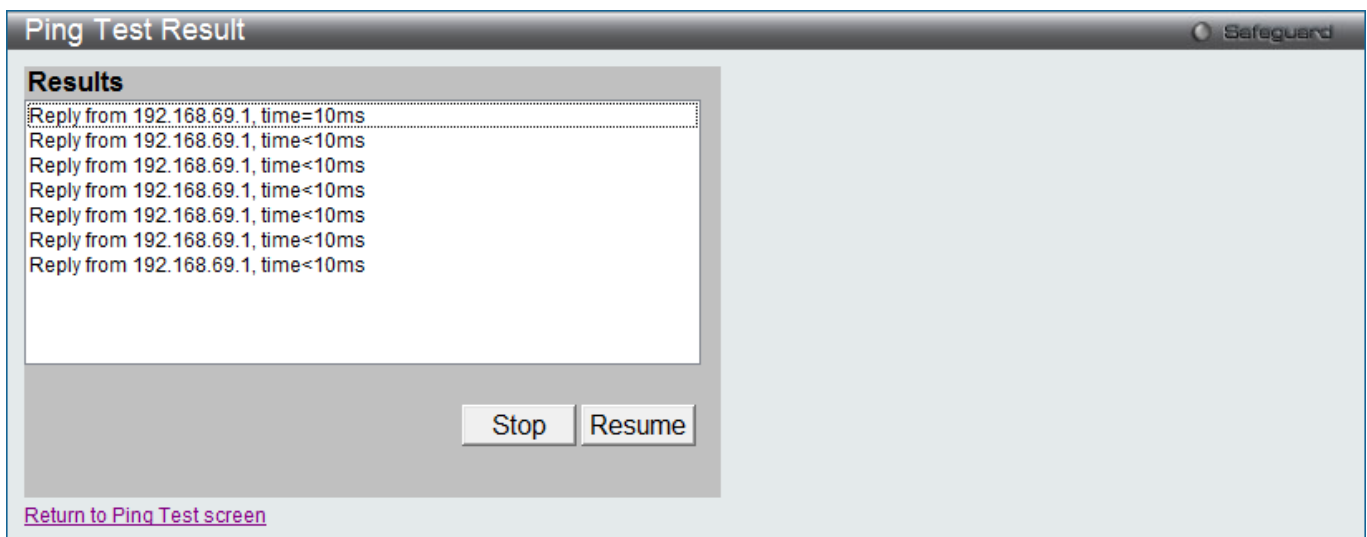 Ping Test Result
Safeguard
Results
Reply from 192.168.69.1, time=10ms
Reply from 192.168.69.1, time<10ms
Reply from 192.168.69.1, time<10ms
Reply from 192.168.69.1, time<10ms
Reply from 192.168.69.1, time<10ms
Reply from 192.168.69.1, time<10ms
Reply from 192.168.69.1, time<10ms
Stop Resume
Return to Ping Test screen